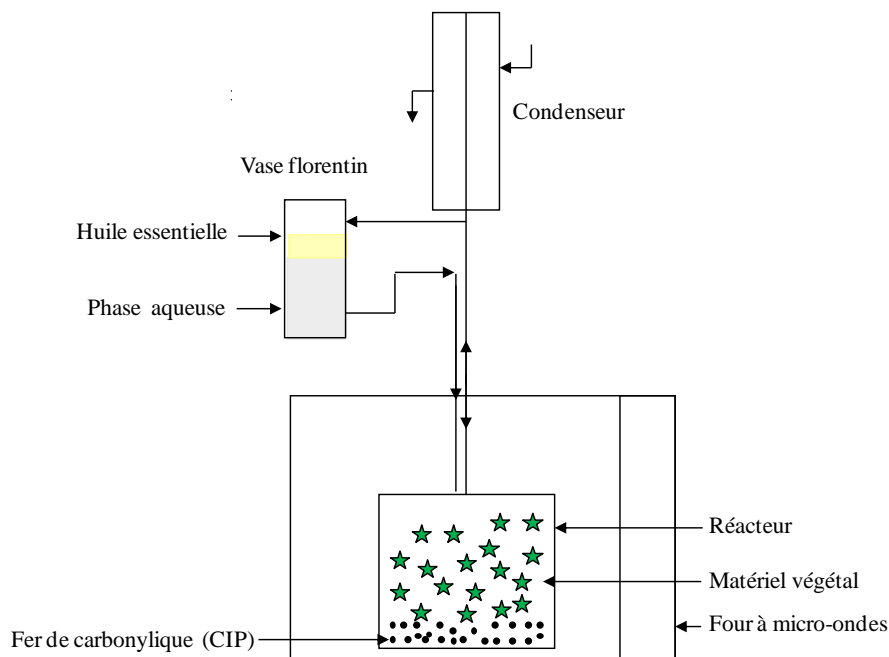 :
Condenseur
Vase florentin
Huile essentielle
Phase aqueuse
Réacteur
Matériel végétal
Four à micro-ondes
Fer de carbonylique (CIP)